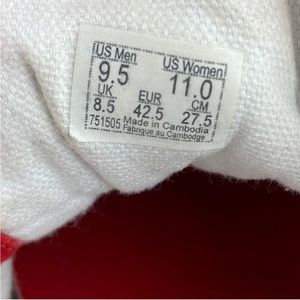 US Men US Women
9.5 11.0
UK EUR CM
8.5 42.5 27.5
751505 Made in Cambodia
Fabrique au Cambodge